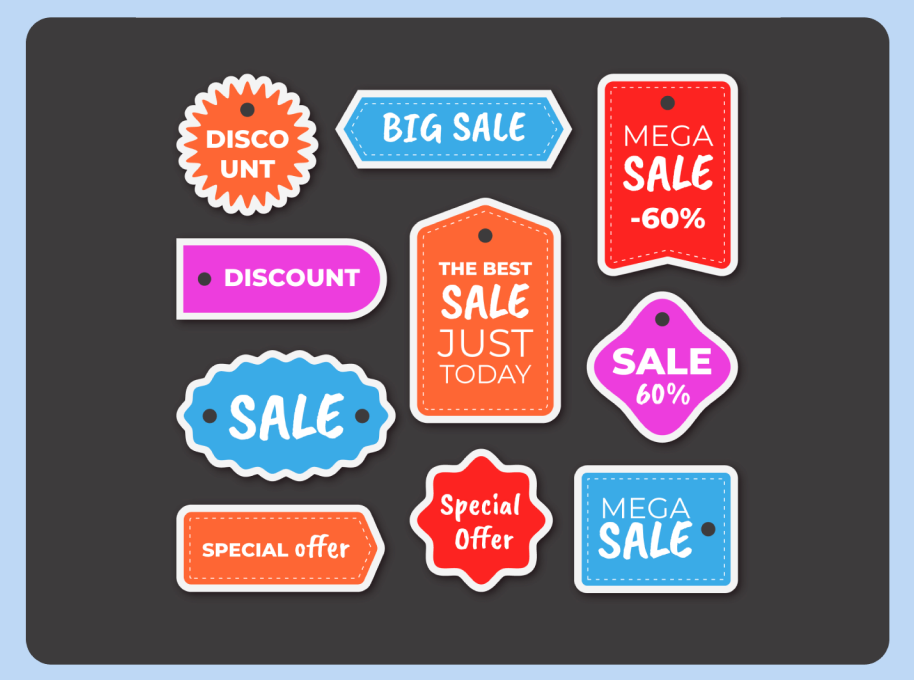 DISCO
UNT
BIG SALE
MEGA
SALE
-60%
DISCOUNT
THE BEST
SALE
JUST
TODAY
SALE
60%
SALE
SPECIAL offer
Special
Offer
MEGA
SALE